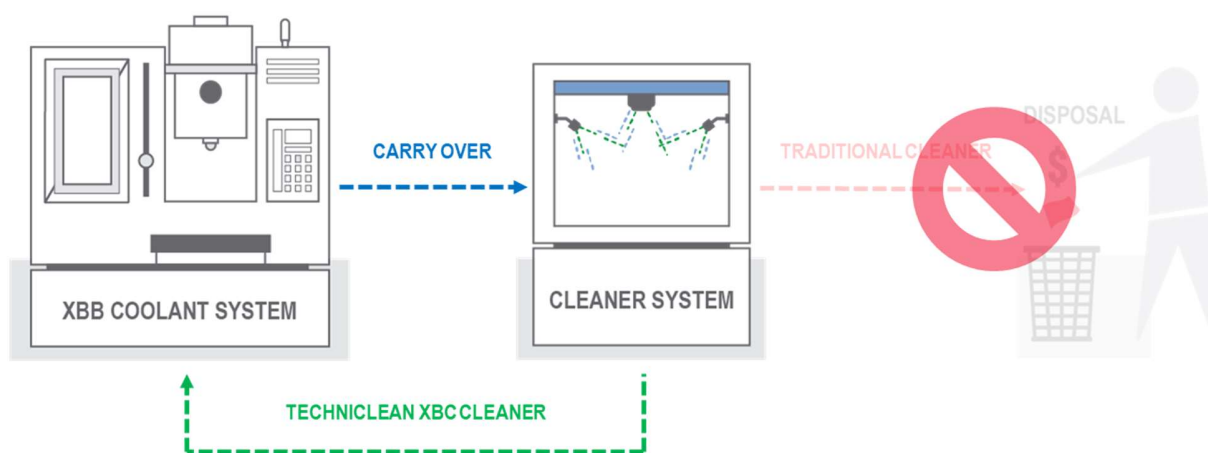 DISPOSAL
CARRY OVER
TRADITIONAL CLEANER
$
XBB COOLANT SYSTEM
CLEANER SYSTEM
TECHNICLEAN XBC CLEANER